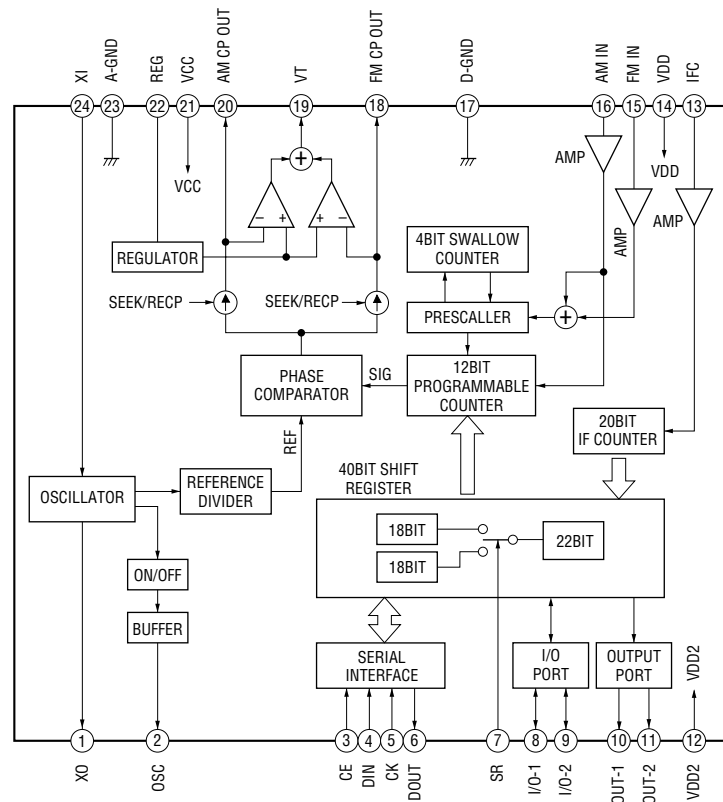 XI
A-GND
REG
VCC
AM CP OUT
VT
FM CP OUT
D-GND
AM IN
FM IN
VDD
IFC
24
23
22
21
20
19
18
17
16
15
14
13
AMP
VDD
VCC
+
AMP
AMP
− +
+ −
4BIT SWALLOW
COUNTER
REGULATOR
SEEK/RECP
SEEK/RECP
PRESCALLER
+
PHASE
COMPARATOR
SIG
12BIT
PROGRAMMABLE
COUNTER
20BIT
IF COUNTER
REF
40BIT SHIFT
REGISTER
OSCILLATOR
REFERENCE
DIVIDER
18BIT
18BIT
22BIT
ON/OFF
BUFFER
SERIAL
INTERFACE
I/O
PORT
OUTPUT
PORT
VDD2
1
2
3
4
5
6
7
8
9
10
11
12
XO
OSC
CE
DIN
CK
DOUT
SR
I/O-1
I/O-2
OUT-1
OUT-2
VDD2